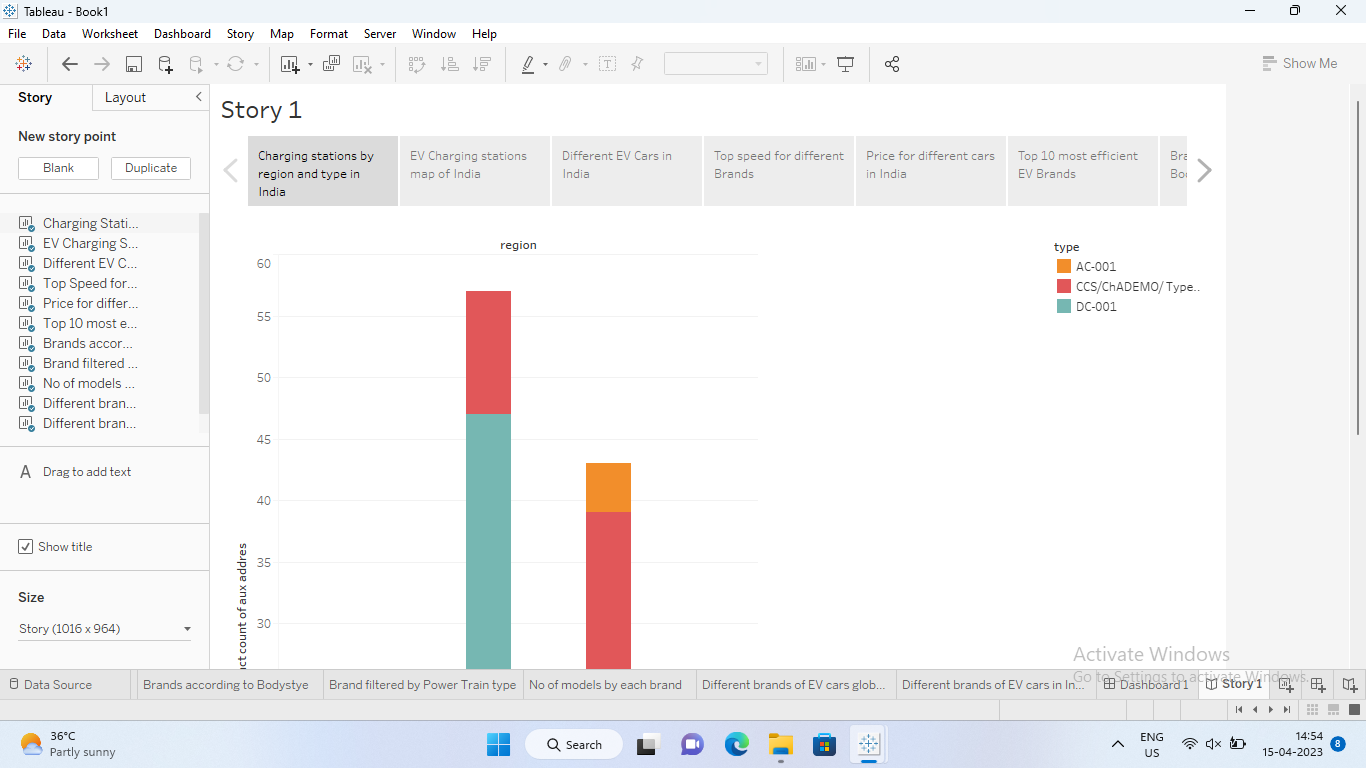 Tableau - Book1
File Data Worksheet Dashboard Story Map Format Server Window Help
Show Me
Story Layout
New story point
Blank Duplicate
Charging Stati...
EV Charging S...
Different EV C...
Top Speed for...
Price for differ...
Top 10 most e...
Brands accor...
Brand filtered ...
No of models ...
Different bran...
Different bran...
Drag to add text
Show title
Size
Story (1016 x 964)
Story 1
Charging stations by
region and type in
India
EV Charging stations
map of India
Different EV Cars in
India
Top speed for different
Brands
Price for different cars
in India
Top 10 most efficient
EV Brands
region
60
55
50
45
40
35
30
count of aux addres
type
AC-001
CCS/ChADEMO/ Type..
DC-001
Activate Windows
Go to Settings to activate Windows.
Data Source
Brands according to Bodystye
Brand filtered by Power Train type
No of models by each brand
Different brands of EV cars glob...
Different brands of EV cars in In...
Dashboard 1
Story 1
36°C
Partly sunny
Search
ENG
US
14:54
15-04-2023
8